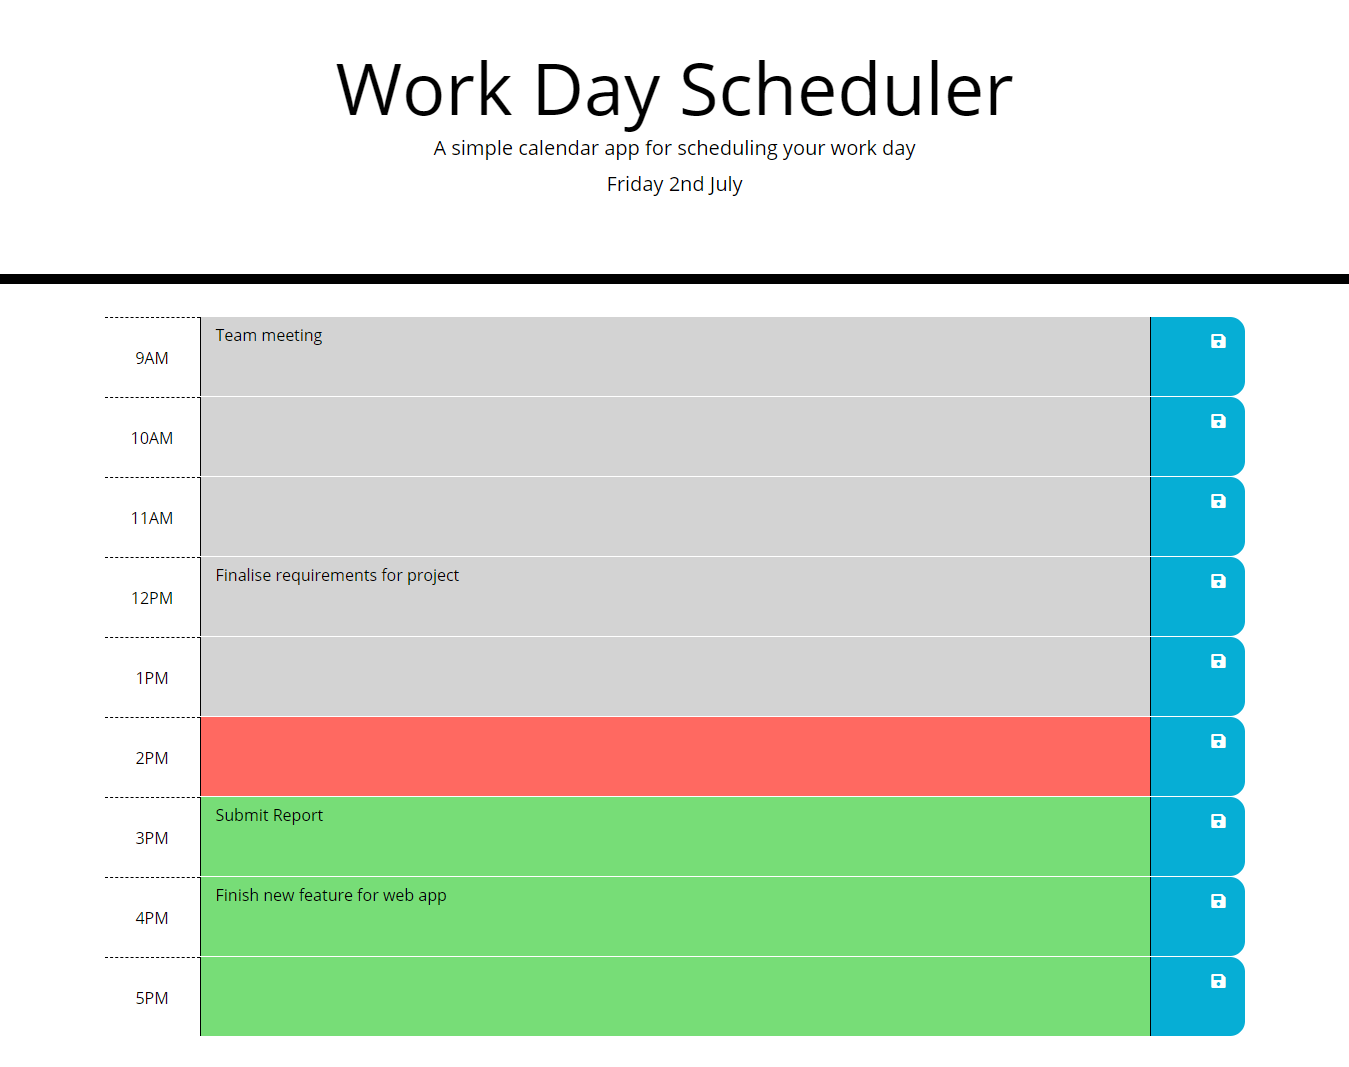 Work Day Scheduler
A simple calendar app for scheduling your work day
Friday 2nd July
9AM
Team meeting
10AM
11AM
12PM
Finalise requirements for project
1PM
2PM
3PM
Submit Report
4PM
Finish new feature for web app
5PM